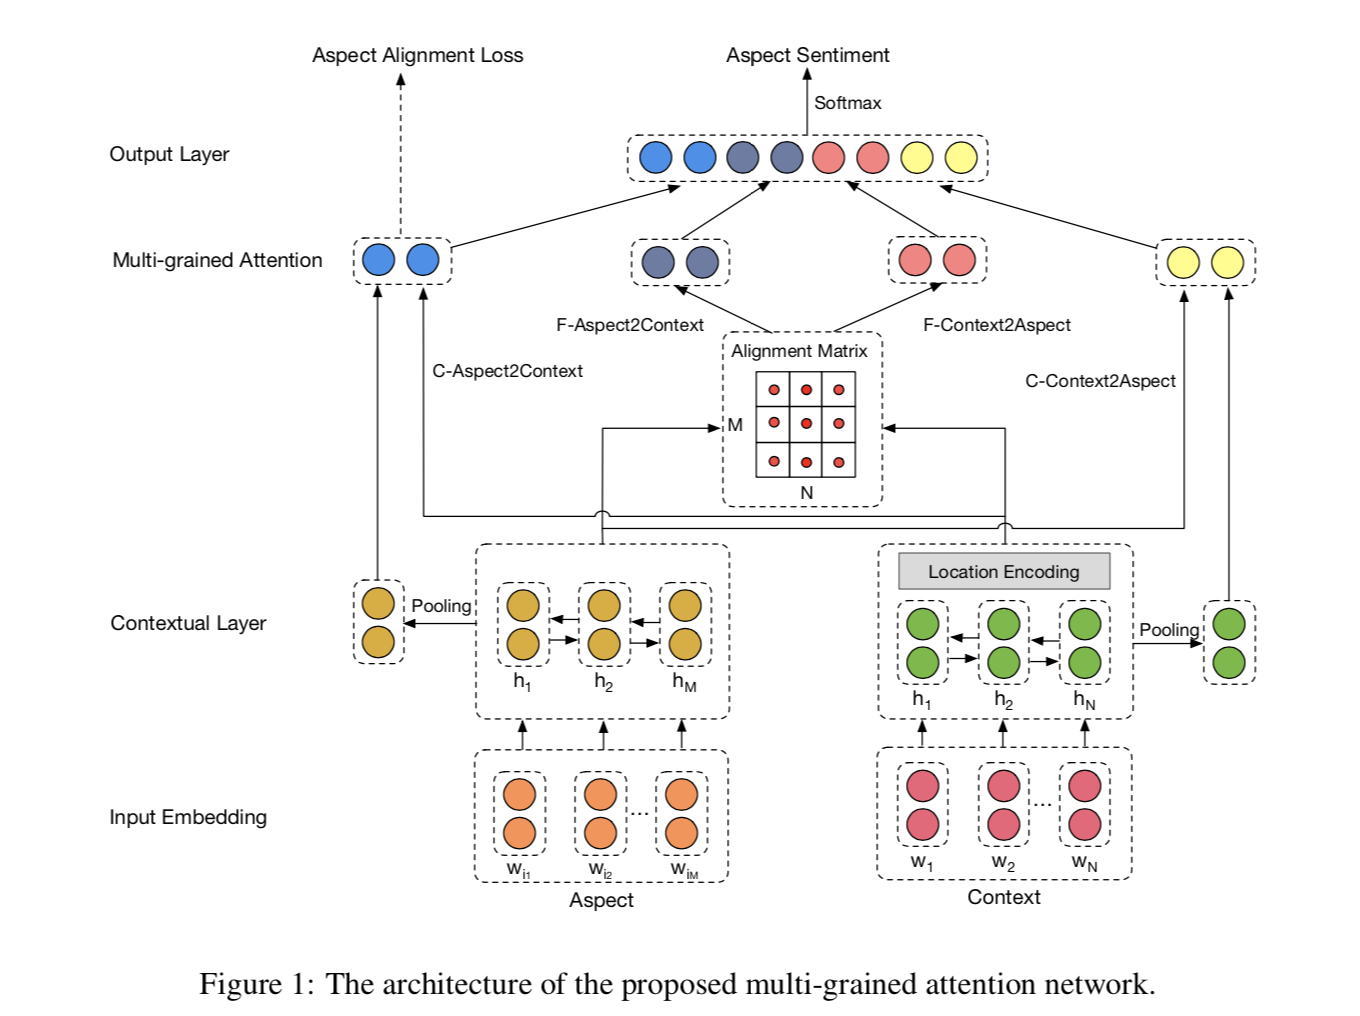 Aspect Alignment Loss
Aspect Sentiment
Softmax
Output Layer
Multi-grained Attention
F-Aspect2Context
F-Context2Aspect
Alignment Matrix
C-Aspect2Context
C-Context2Aspect
M
N
Location Encoding
Contextual Layer
Pooling
Pooling
h1 h2 hM
h1 h2 hN
Input Embedding
...
...
wi1 wi2 wiM
w1 w2 wN
Aspect
Context
Figure 1: The architecture of the proposed multi-grained attention network.